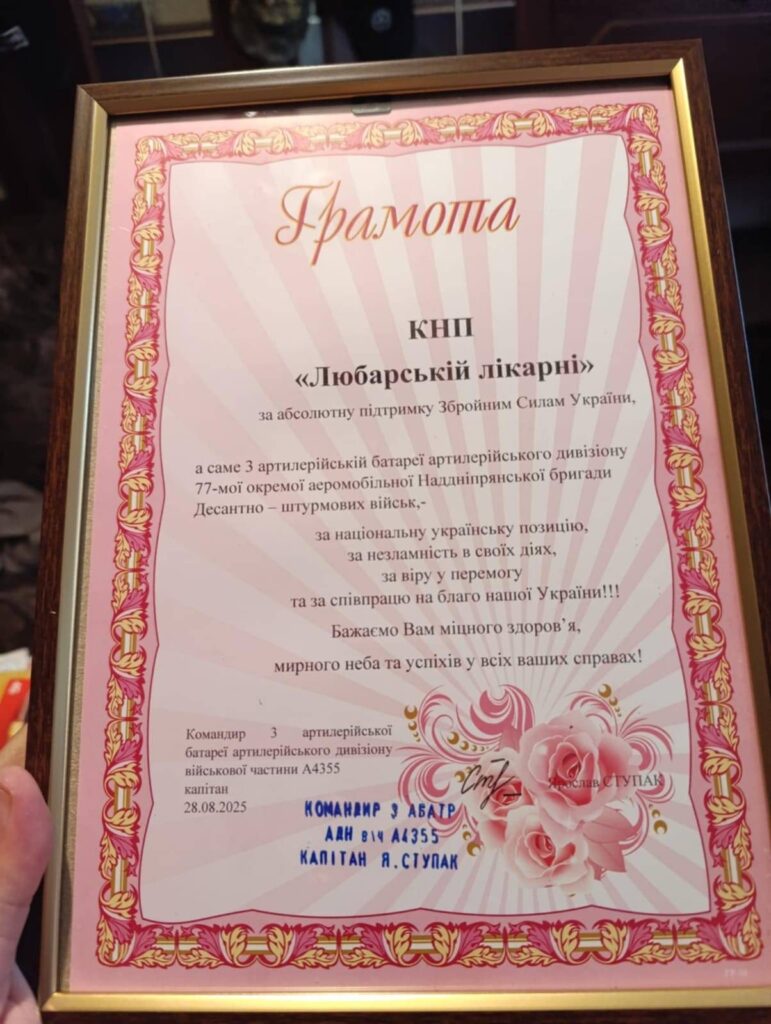 Грамота
КНП
«Любарській лікарні»
за абсолютну підтримку Збройним Силам України,
а саме 3 артилерійській батареї артилерійського дивізіону
77-мої окремої аеромобільної Наддніпрянської бригади
Десантно – штурмових військ,-
за національну українську позицію,
за незламність в своїх діях,
за віру у перемогу
та за співпрацю на благо нашої України!!!
Бажаємо Вам міцного здоров’я,
мирного неба та успіхів у всіх ваших справах!
Командир 3 артилерійської
батареї артилерійського дивізіону
військової частини А4355
капітан Ярослав СТУПАК
28.08.2025
КОМАНДИР 3 АБАТР
АДН в/ч А4355
КАПІТАН Я.СТУПАК